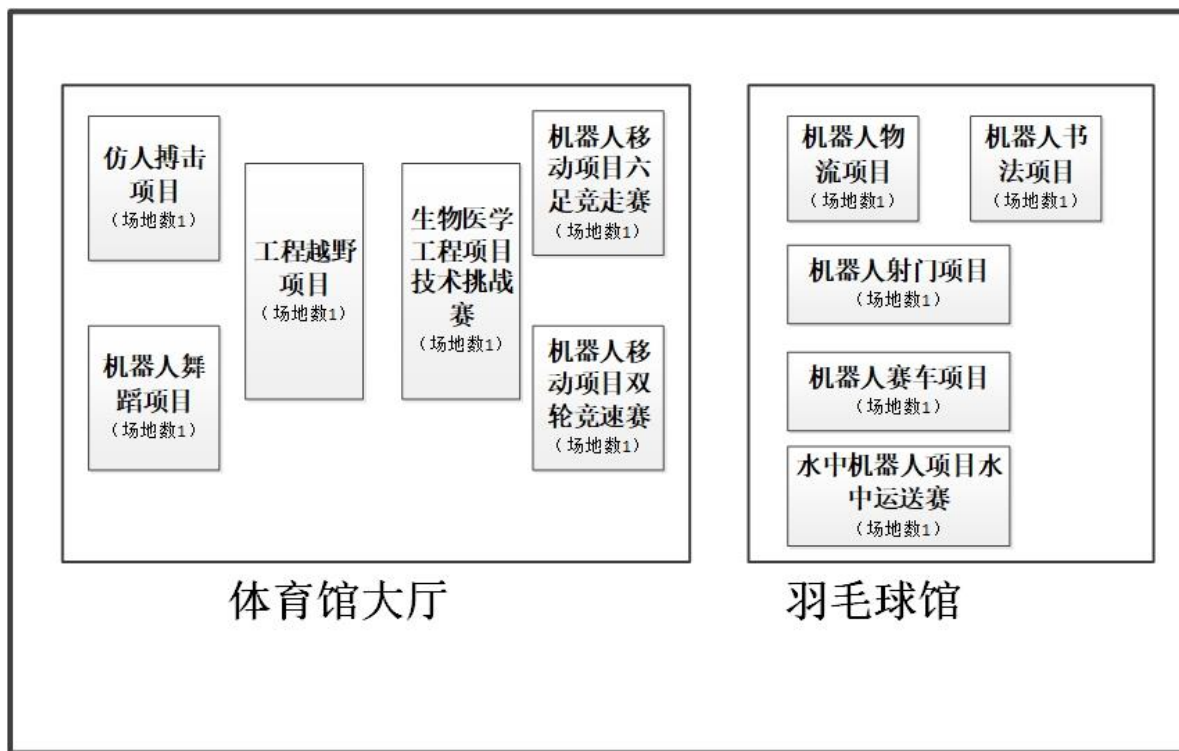 仿人搏击
项目
（场地数1）
机器人舞
蹈项目
（场地数1）
工程越野
项目
（场地数1）
生物医学
工程项目
技术挑战
赛
（场地数1）
机器人移
动项目六
足竞走赛
（场地数1）
机器人移
动项目双
轮竞速赛
（场地数1）
体育馆大厅
机器人物
流项目
（场地数1）
机器人书
法项目
（场地数1）
机器人射门项目
（场地数1）
机器人赛车项目
（场地数1）
水中机器人项目水
中运送赛
（场地数1）
羽毛球馆